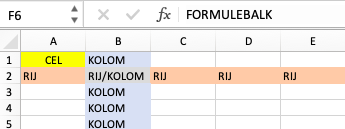 F6 fx FORMULEBALK
A B C D E
1 CEL KOLOM
2 RIJ RIJ/KOLOM RIJ RIJ RIJ
3 KOLOM
4 KOLOM
5 KOLOM